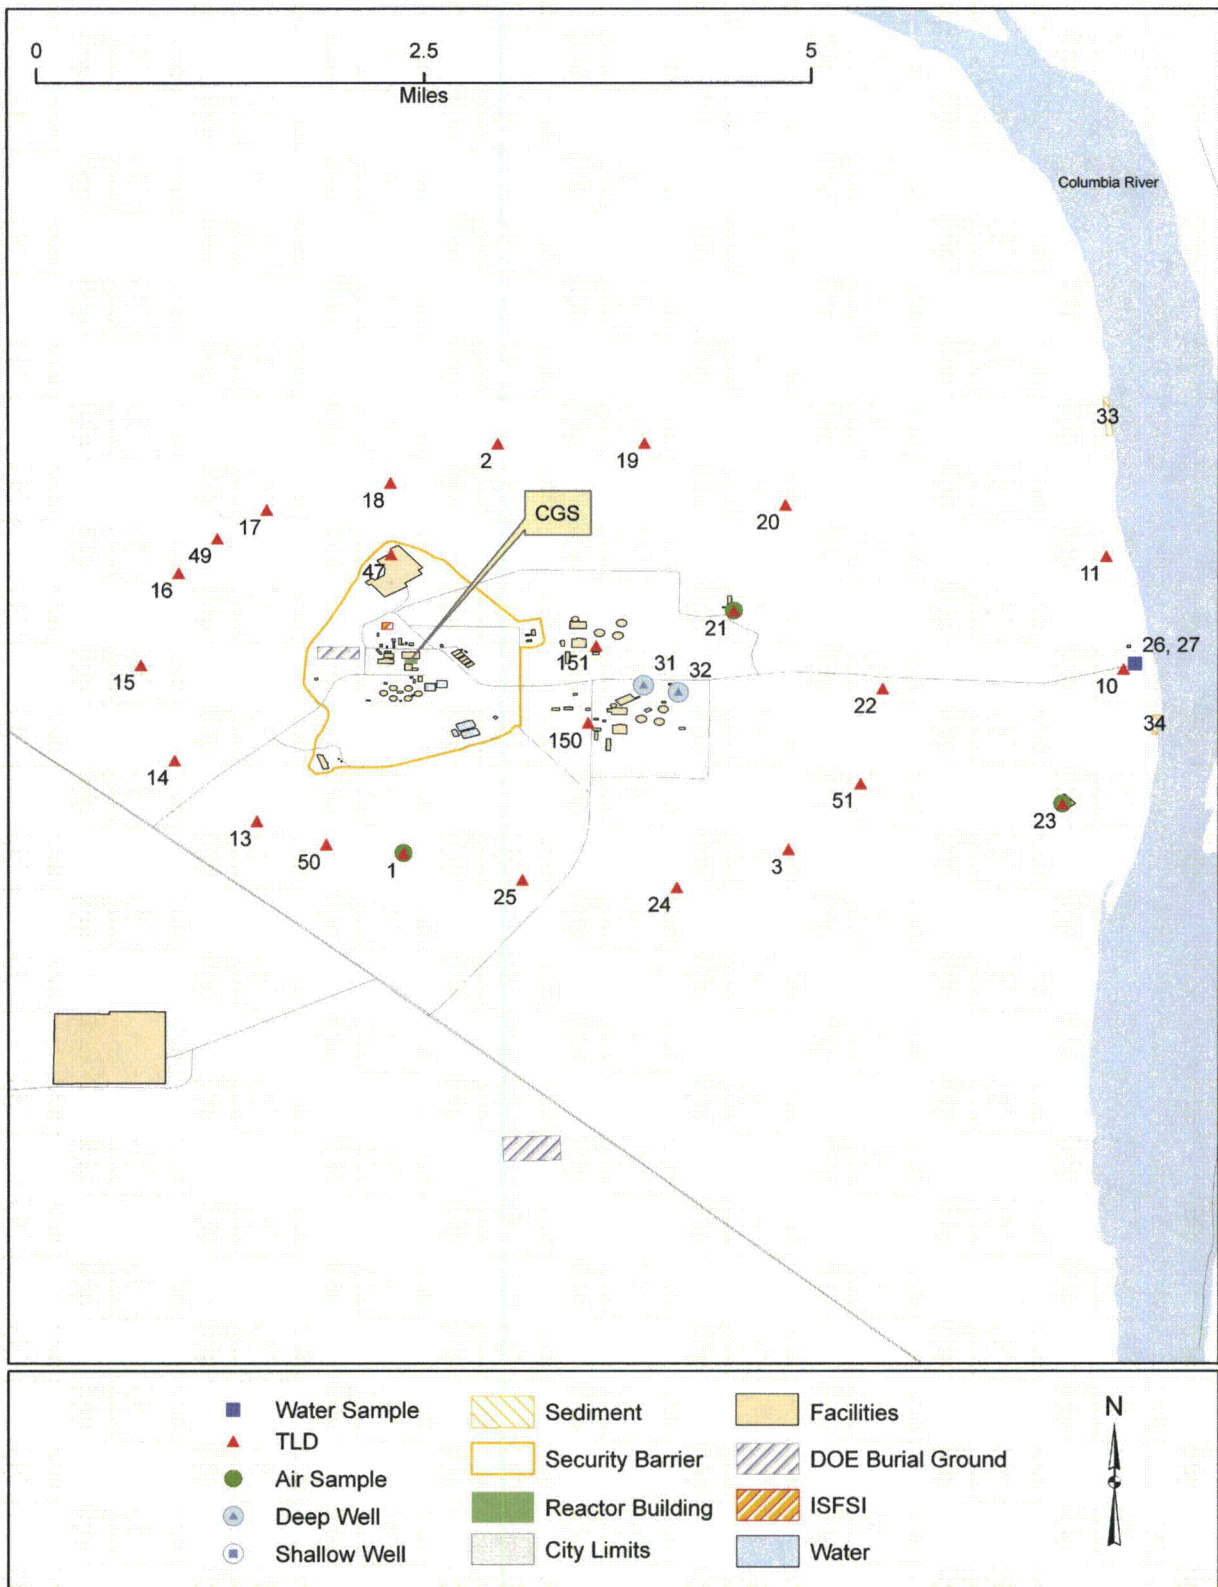 0 2.5 5
Miles
Columbia River
33
2 19
18
CGS
17
20
49
47
16
11
21
26, 27
151 31 32
15
10
22
34
150
14
51
23
13
50
1
3
25
24
Water Sample
TLD
Air Sample
Deep Well
Shallow Well
Sediment
Security Barrier
Reactor Building
City Limits
Facilities
DOE Burial Ground
ISFSI
Water
N